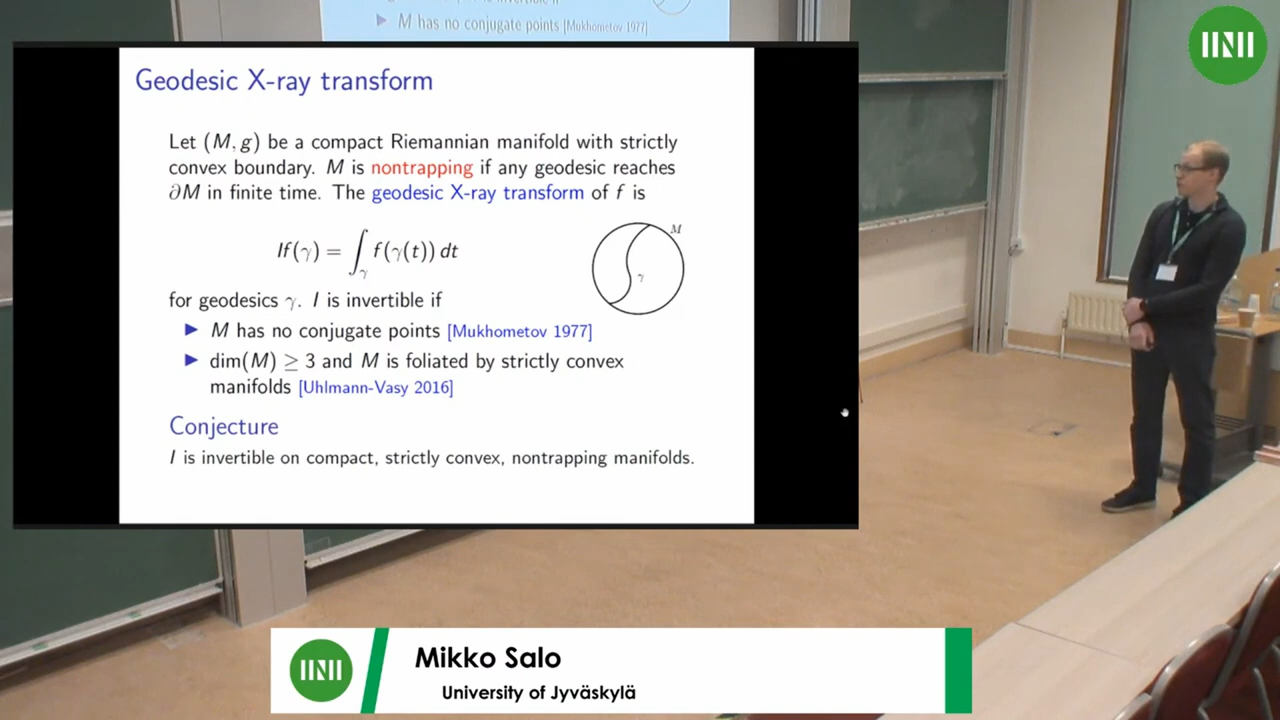 M has no conjugate points [Mukhometov 1977]
Geodesic X-ray transform
Let (M, g) be a compact Riemannian manifold with strictly
convex boundary. M is nontrapping if any geodesic reaches
∂M in finite time. The geodesic X-ray transform of f is
If(γ) = ∫_γ f(γ(t)) dt
M
γ
for geodesics γ. I is invertible if
▶ M has no conjugate points [Mukhometov 1977]
▶ dim(M) ≥ 3 and M is foliated by strictly convex
manifolds [Uhlmann-Vasy 2016]
Conjecture
I is invertible on compact, strictly convex, nontrapping manifolds.
Mikko Salo
University of Jyväskylä